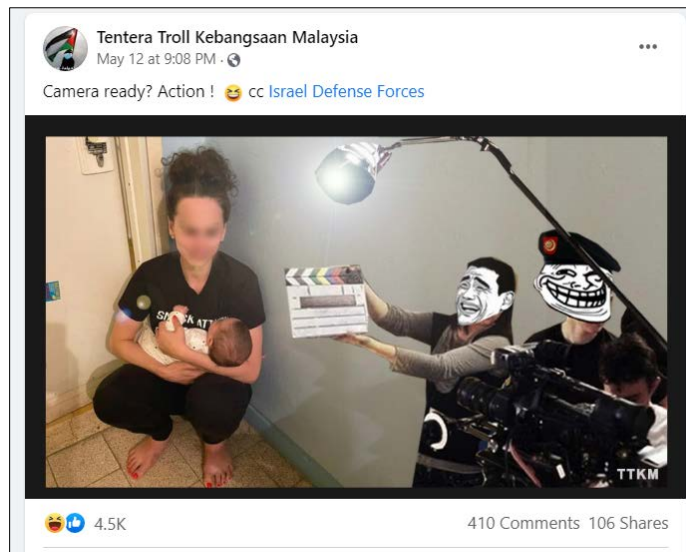 Tentera Troll Kebangsaan Malaysia
May 12 at 9:08 PM ·
Camera ready? Action ! 😆 cc Israel Defense Forces
TTKM
4.5K
410 Comments 106 Shares